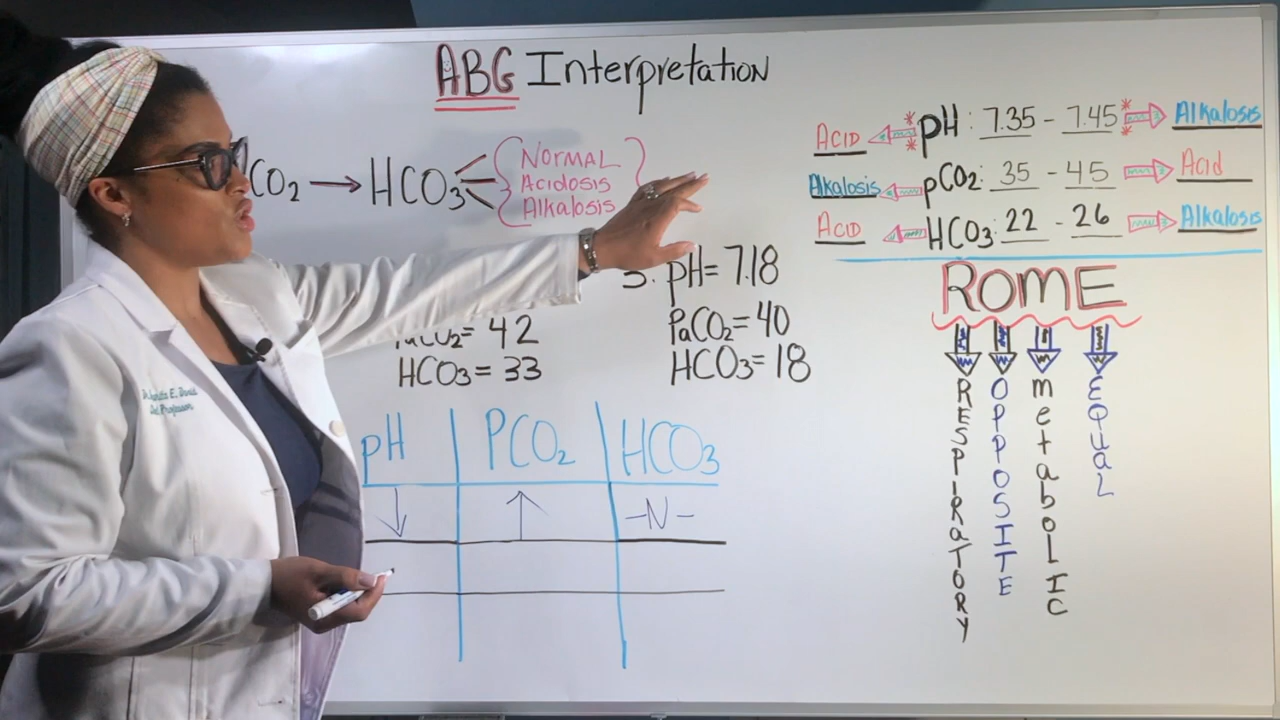 ABG Interpretation
CO₂ → HCO₃
NORMAL
Acidosis
Alkalosis
ACID pH: 7.35 - 7.45 Alkalosis
Alkalosis pCO₂: 35 - 45 Acid
ACID HCO₃: 22 - 26 Alkalosis
ROME
RESPIRATORY
OPPOSITE
metabolIC
EQUAL
= 42
HCO₃ = 33
3. pH = 7.18
PaCO₂ = 40
HCO₃ = 18
pH PCO₂ HCO₃
↓ ↑ -N-